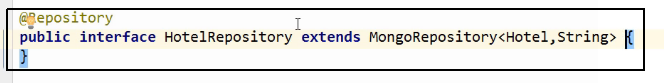 @Repository
public interface HotelRepository extends MongoRepository<Hotel,String> {
}